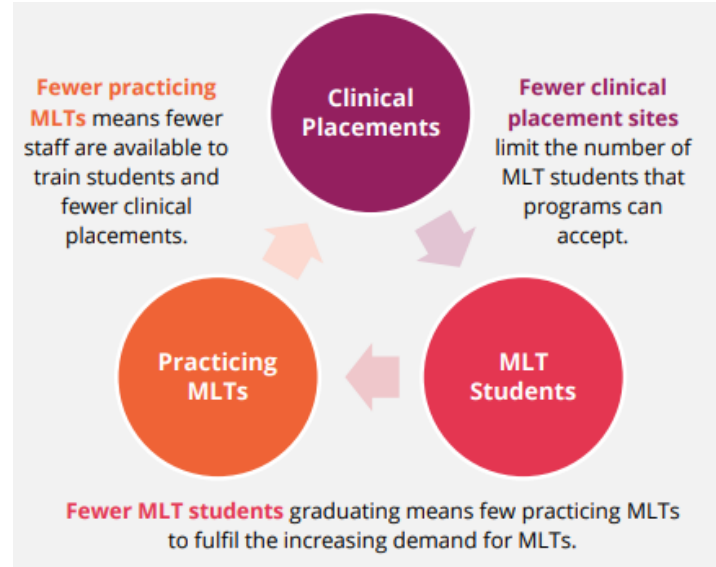 Clinical
Placements
Fewer practicing
MLTs means fewer
staff are available to
train students and
fewer clinical
placements.
Fewer clinical
placement sites
limit the number of
MLT students that
programs can
accept.
Practicing
MLTs
MLT
Students
Fewer MLT students graduating means few practicing MLTs
to fulfil the increasing demand for MLTs.